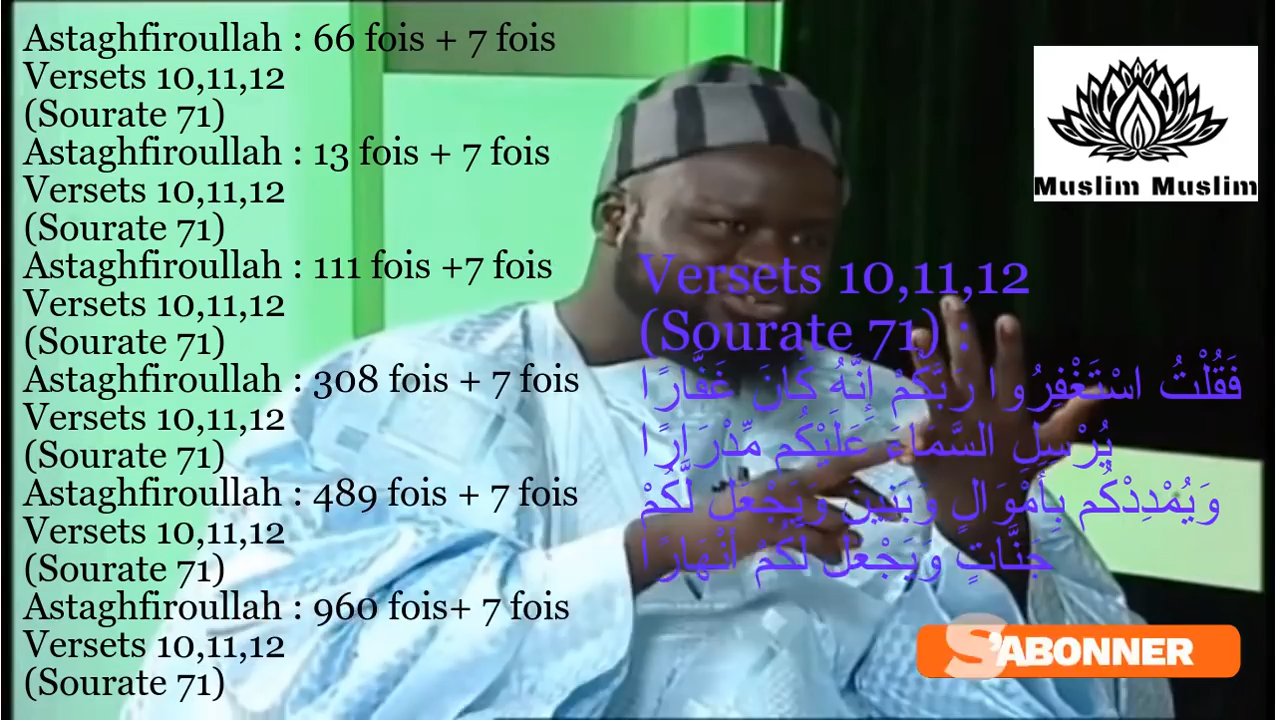 Astaghfiroullah : 66 fois + 7 fois
Versets 10,11,12
(Sourate 71)
Astaghfiroullah : 13 fois + 7 fois
Versets 10,11,12
(Sourate 71)
Astaghfiroullah : 111 fois +7 fois
Versets 10,11,12
(Sourate 71)
Astaghfiroullah : 308 fois + 7 fois
Versets 10,11,12
(Sourate 71)
Astaghfiroullah : 489 fois + 7 fois
Versets 10,11,12
(Sourate 71)
Astaghfiroullah : 960 fois+ 7 fois
Versets 10,11,12
(Sourate 71)
Muslim Muslim
Versets 10,11,12
(Sourate 71) :
فَقُلْتُ اسْتَغْفِرُوا رَبَّكُمْ إِنَّهُ كَانَ غَفَّارًا
يُرْسِلِ السَّمَاءَ عَلَيْكُم مِّدْرَارًا
وَيُمْدِدْكُم بِأَمْوَالٍ وَبَنِينَ وَيَجْعَل لَّكُمْ
جَنَّاتٍ وَيَجْعَل لَّكُمْ أَنْهَارًا
S'ABONNER